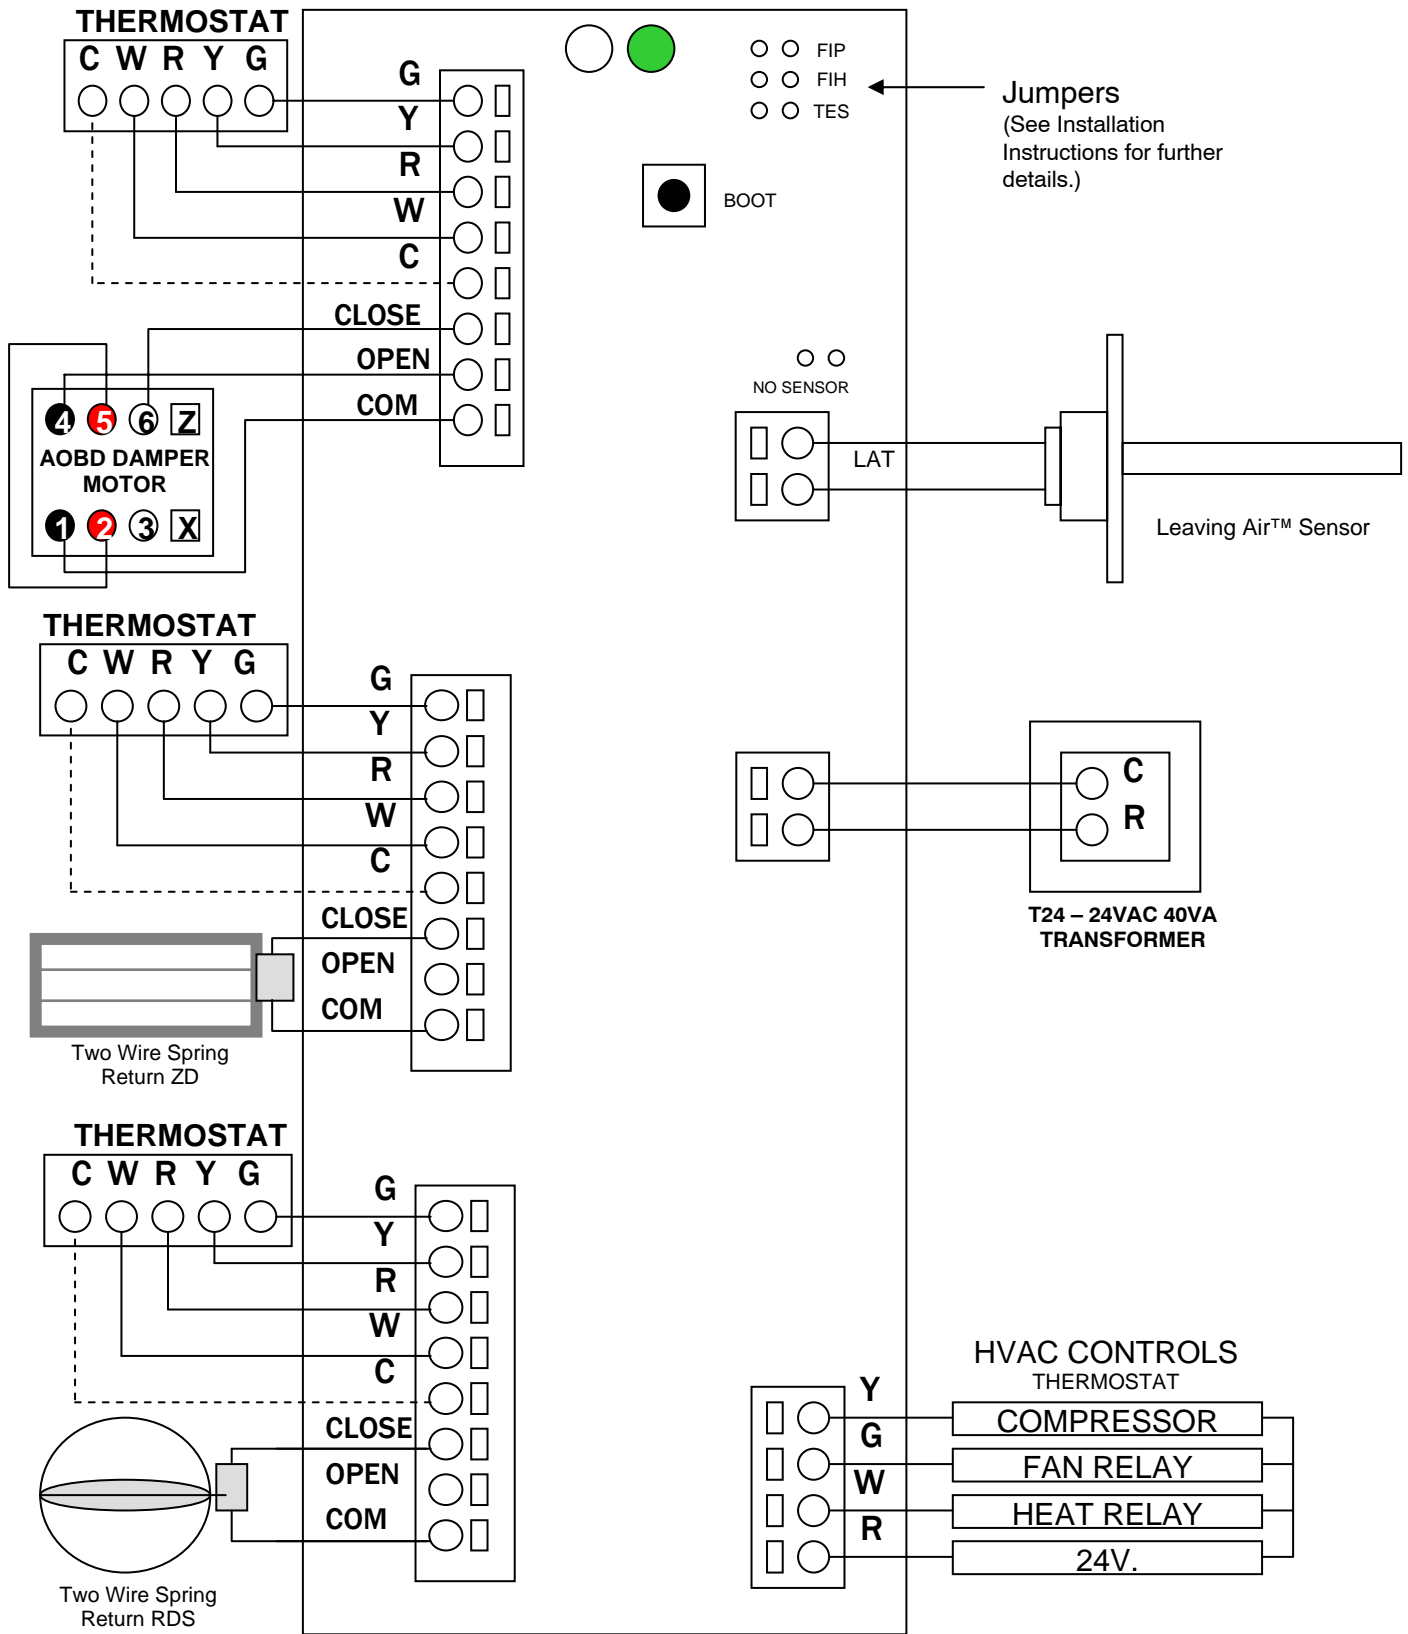 THERMOSTAT
C W R Y G
G
Y
R
W
C
CLOSE
OPEN
COM
4 5 6 Z
AOBD DAMPER
MOTOR
1 2 3 X
FIP
FIH
TES
Jumpers
(See Installation
Instructions for further
details.)
BOOT
NO SENSOR
LAT
Leaving Air™ Sensor
THERMOSTAT
C W R Y G
G
Y
R
W
C
CLOSE
OPEN
COM
Two Wire Spring
Return ZD
C
R
T24 – 24VAC 40VA
TRANSFORMER
THERMOSTAT
C W R Y G
G
Y
R
W
C
CLOSE
OPEN
COM
Two Wire Spring
Return RDS
HVAC CONTROLS
THERMOSTAT
Y
COMPRESSOR
G
FAN RELAY
W
HEAT RELAY
R
24V.